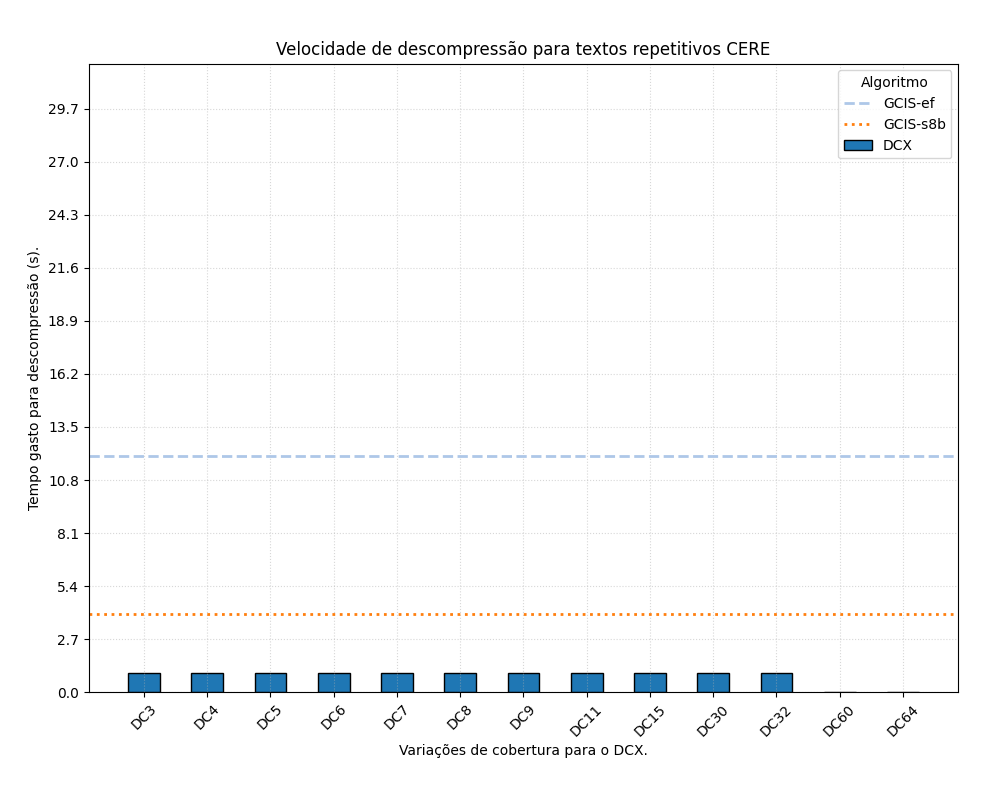 Velocidade de descompressão para textos repetitivos CERE
Algoritmo
GCIS-ef
GCIS-s8b
DCX
Tempo gasto para descompressão (s).
29.7
27.0
24.3
21.6
18.9
16.2
13.5
10.8
8.1
5.4
2.7
0.0
DC3
DC4
DC5
DC6
DC7
DC8
DC9
DC11
DC15
DC30
DC32
DC60
DC64
Variações de cobertura para o DCX.